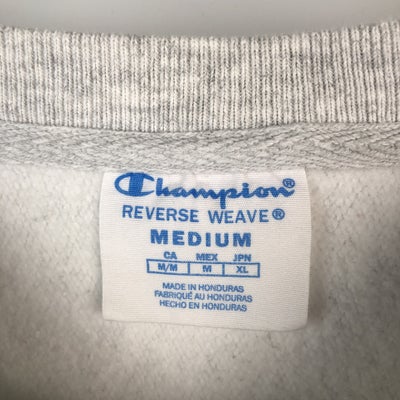 Champion®
REVERSE WEAVE®
MEDIUM
CA MEX JPN
M/M M XL
MADE IN HONDURAS
FABRIQUÉ AU HONDURAS
HECHO EN HONDURAS